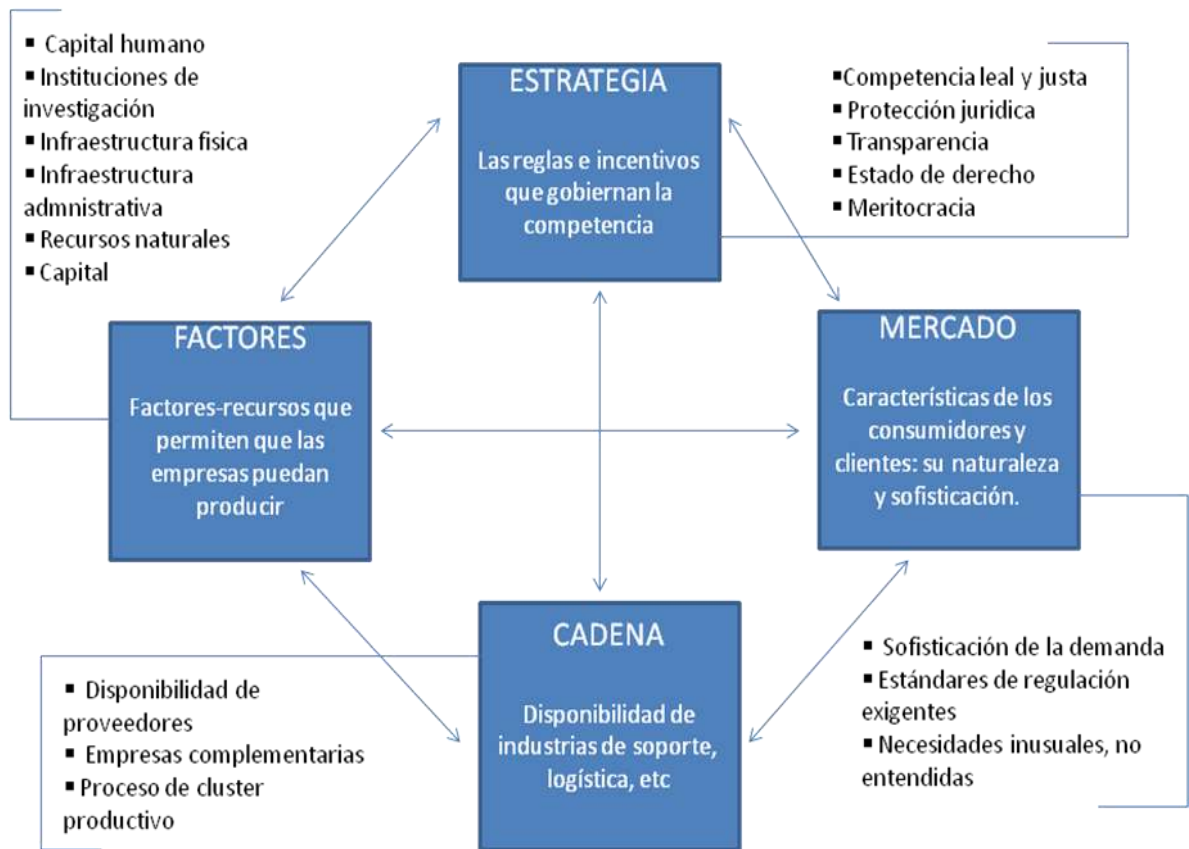 ▪ Capital humano
▪ Instituciones de
investigación
▪ Infraestructura fisica
▪ Infraestructura
admnistrativa
▪ Recursos naturales
▪ Capital
ESTRATEGIA
Las reglas e incentivos
que gobiernan la
competencia
▪Competencia leal y justa
▪ Protección juridica
▪ Transparencia
▪ Estado de derecho
▪ Meritocracia
FACTORES
Factores-recursos que
permiten que las
empresas puedan
producir
MERCADO
Características de los
consumidores y
clientes: su naturaleza
y sofisticación.
CADENA
Disponibilidad de
industrias de soporte,
logística, etc
▪ Disponibilidad de
proveedores
▪ Empresas complementarias
▪ Proceso de cluster
productivo
▪ Sofisticación de la demanda
▪ Estándares de regulación
exigentes
▪ Necesidades inusuales, no
entendidas